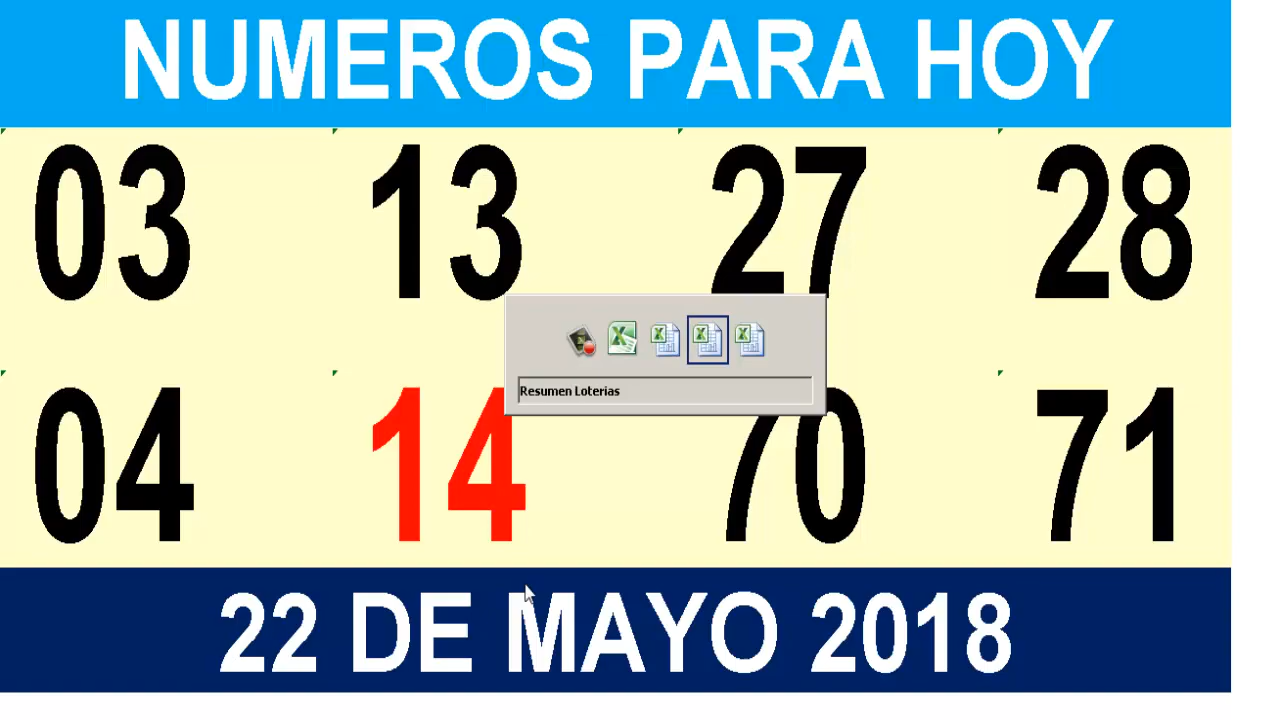 NUMEROS PARA HOY
03 13 27 28
Resumen Loterias
04 14 70 71
22 DE MAYO 2018